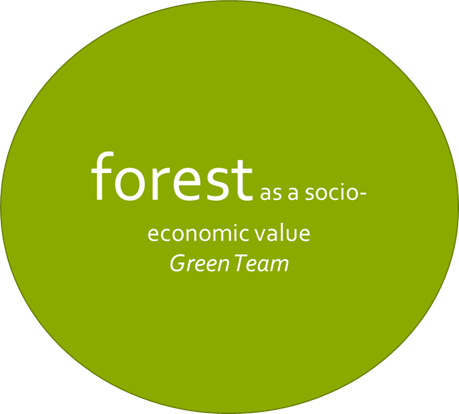 forest as a socio-
economic value
Green Team